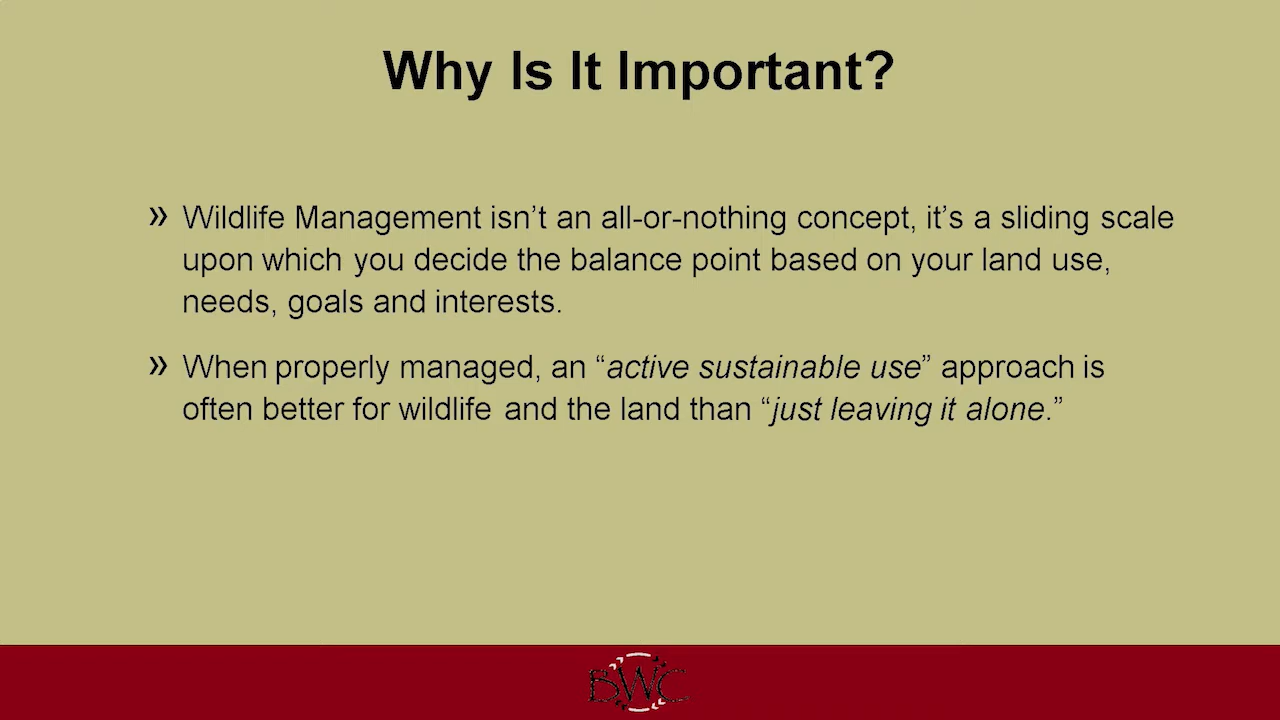 Why Is It Important?
» Wildlife Management isn’t an all-or-nothing concept, it’s a sliding scale
upon which you decide the balance point based on your land use,
needs, goals and interests.
» When properly managed, an “active sustainable use” approach is
often better for wildlife and the land than “just leaving it alone.”
BWC